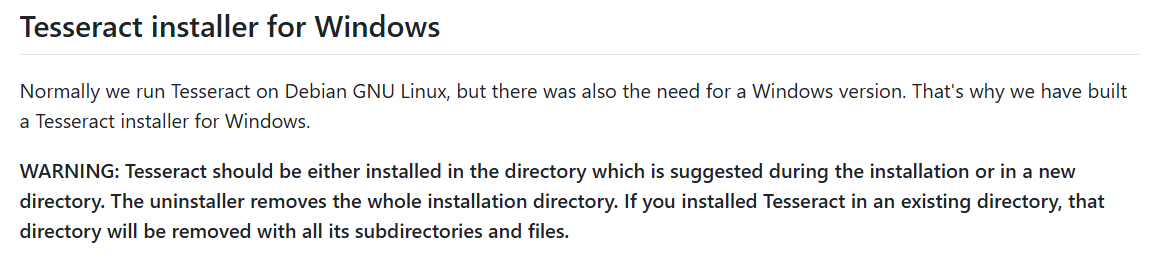 Tesseract installer for Windows
Normally we run Tesseract on Debian GNU Linux, but there was also the need for a Windows version. That's why we have built
a Tesseract installer for Windows.
WARNING: Tesseract should be either installed in the directory which is suggested during the installation or in a new
directory. The uninstaller removes the whole installation directory. If you installed Tesseract in an existing directory, that
directory will be removed with all its subdirectories and files.